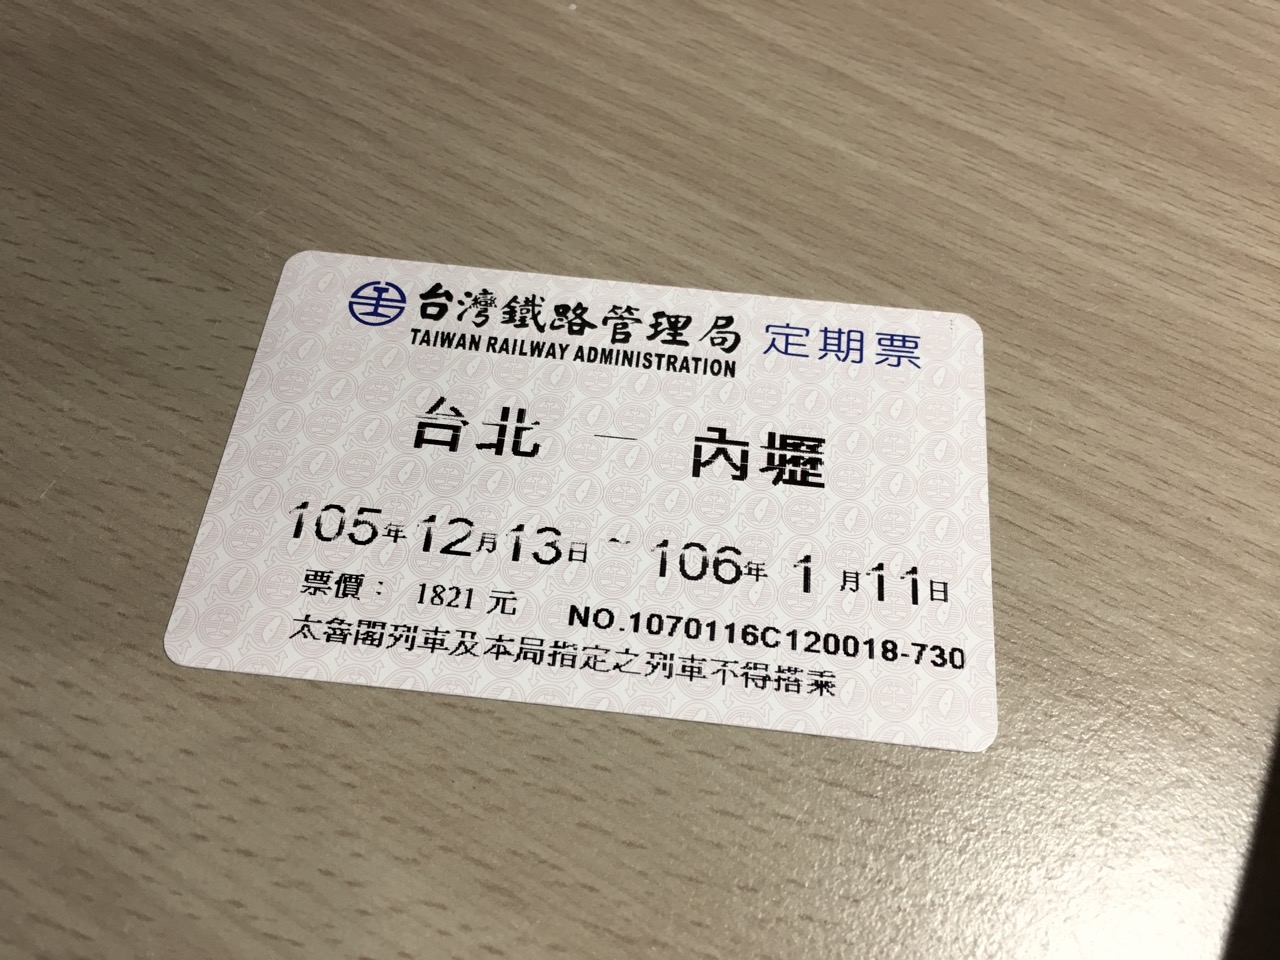 台灣鐵路管理局 定期票
TAIWAN RAILWAY ADMINISTRATION
台北 — 內壢
105年12月13日 ~ 106年 1月11日
票價： 1821 元 NO.1070116C120018-730
太魯閣列車及本局指定之列車不得搭乘